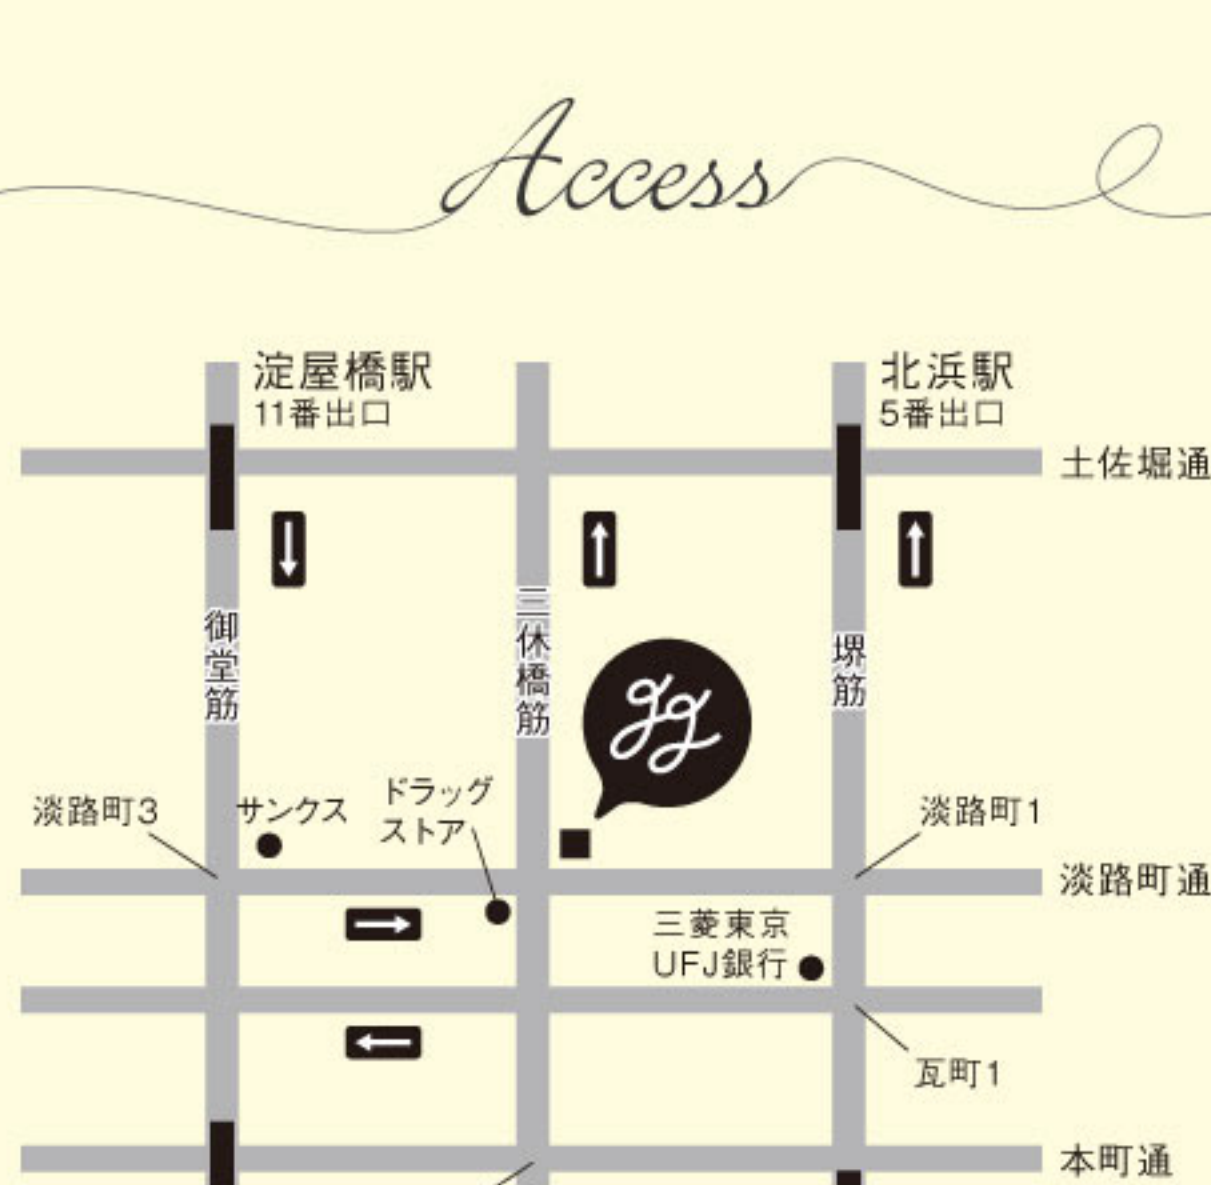 Access
淀屋橋駅
11番出口
北浜駅
5番出口
土佐堀通
御堂筋
三休橋筋
堺筋
gg
淡路町3
サンクス
ドラッグ
ストア
淡路町1
淡路町通
三菱東京
UFJ銀行
瓦町1
本町通